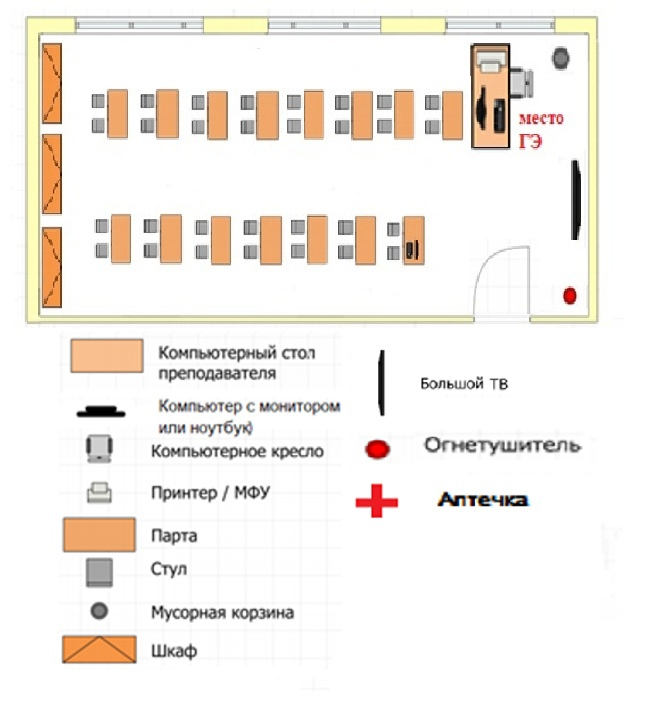 место
ГЭ
Компьютерный стол
преподавателя
Компьютер с монитором
или ноутбук)
Компьютерное кресло
Принтер / МФУ
Парта
Стул
Мусорная корзина
Шкаф
Большой ТВ
Огнетушитель
Аптечка